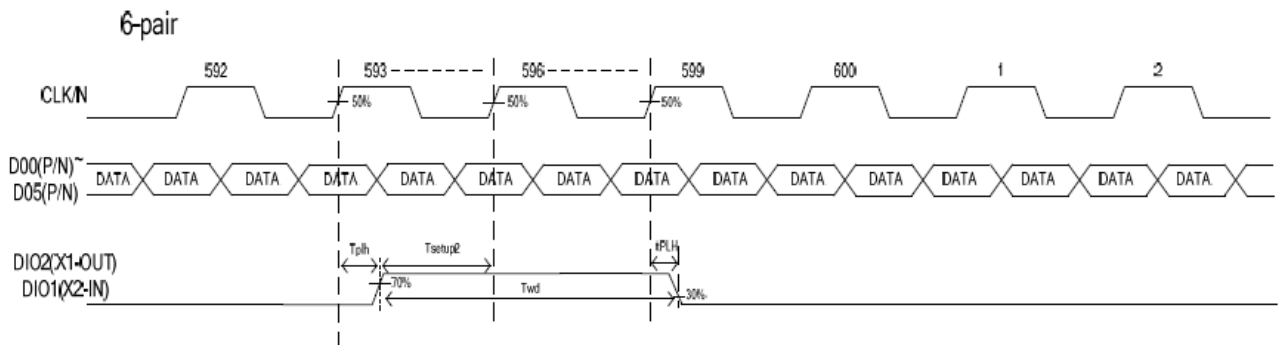 6-pair
592 593 596 599 600 1 2
CLK/N
50% 50% 50%
D00(P/N)~
D05(P/N)
DATA DATA DATA DATA DATA DATA DATA DATA DATA DATA DATA DATA DATA DATA
Tplh Tsetup2 tPLH
DIO2(X1-OUT)
DIO1(X2-IN)
70% Twd 30%